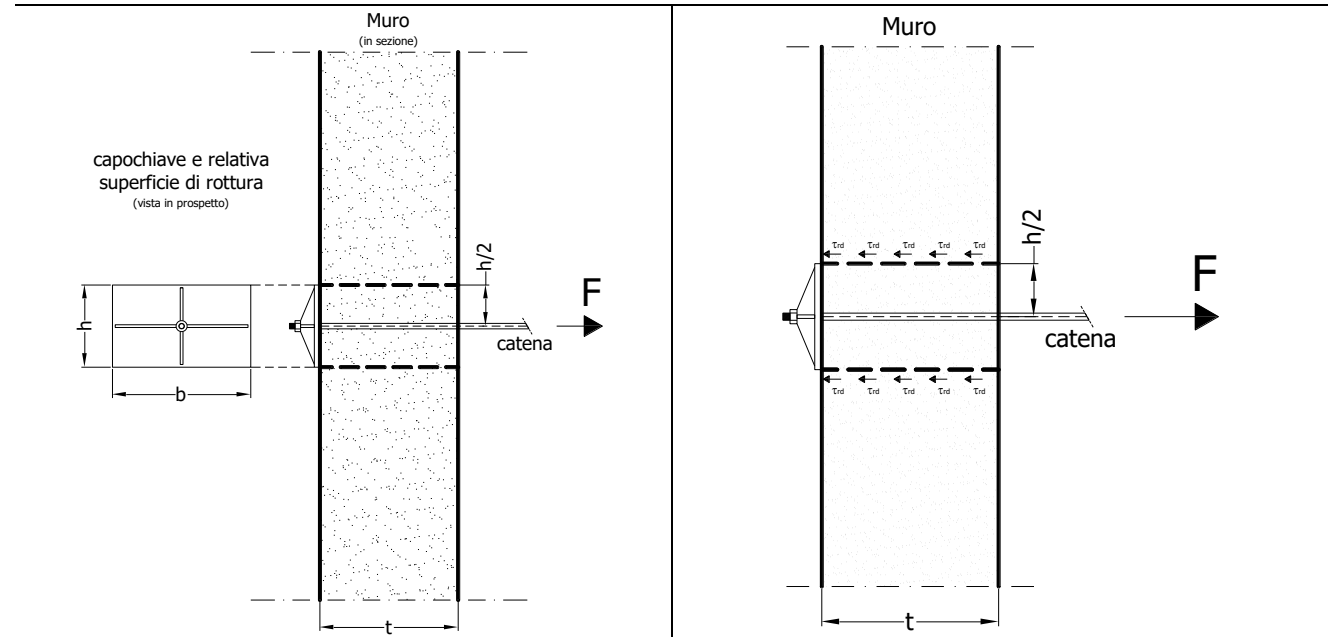 Muro
(in sezione)
capochiave e relativa
superficie di rottura
(vista in prospetto)
h
b
h/2
F
catena
t
Muro
τrd τrd τrd τrd τrd
h/2
F
catena
τrd τrd τrd τrd τrd
t